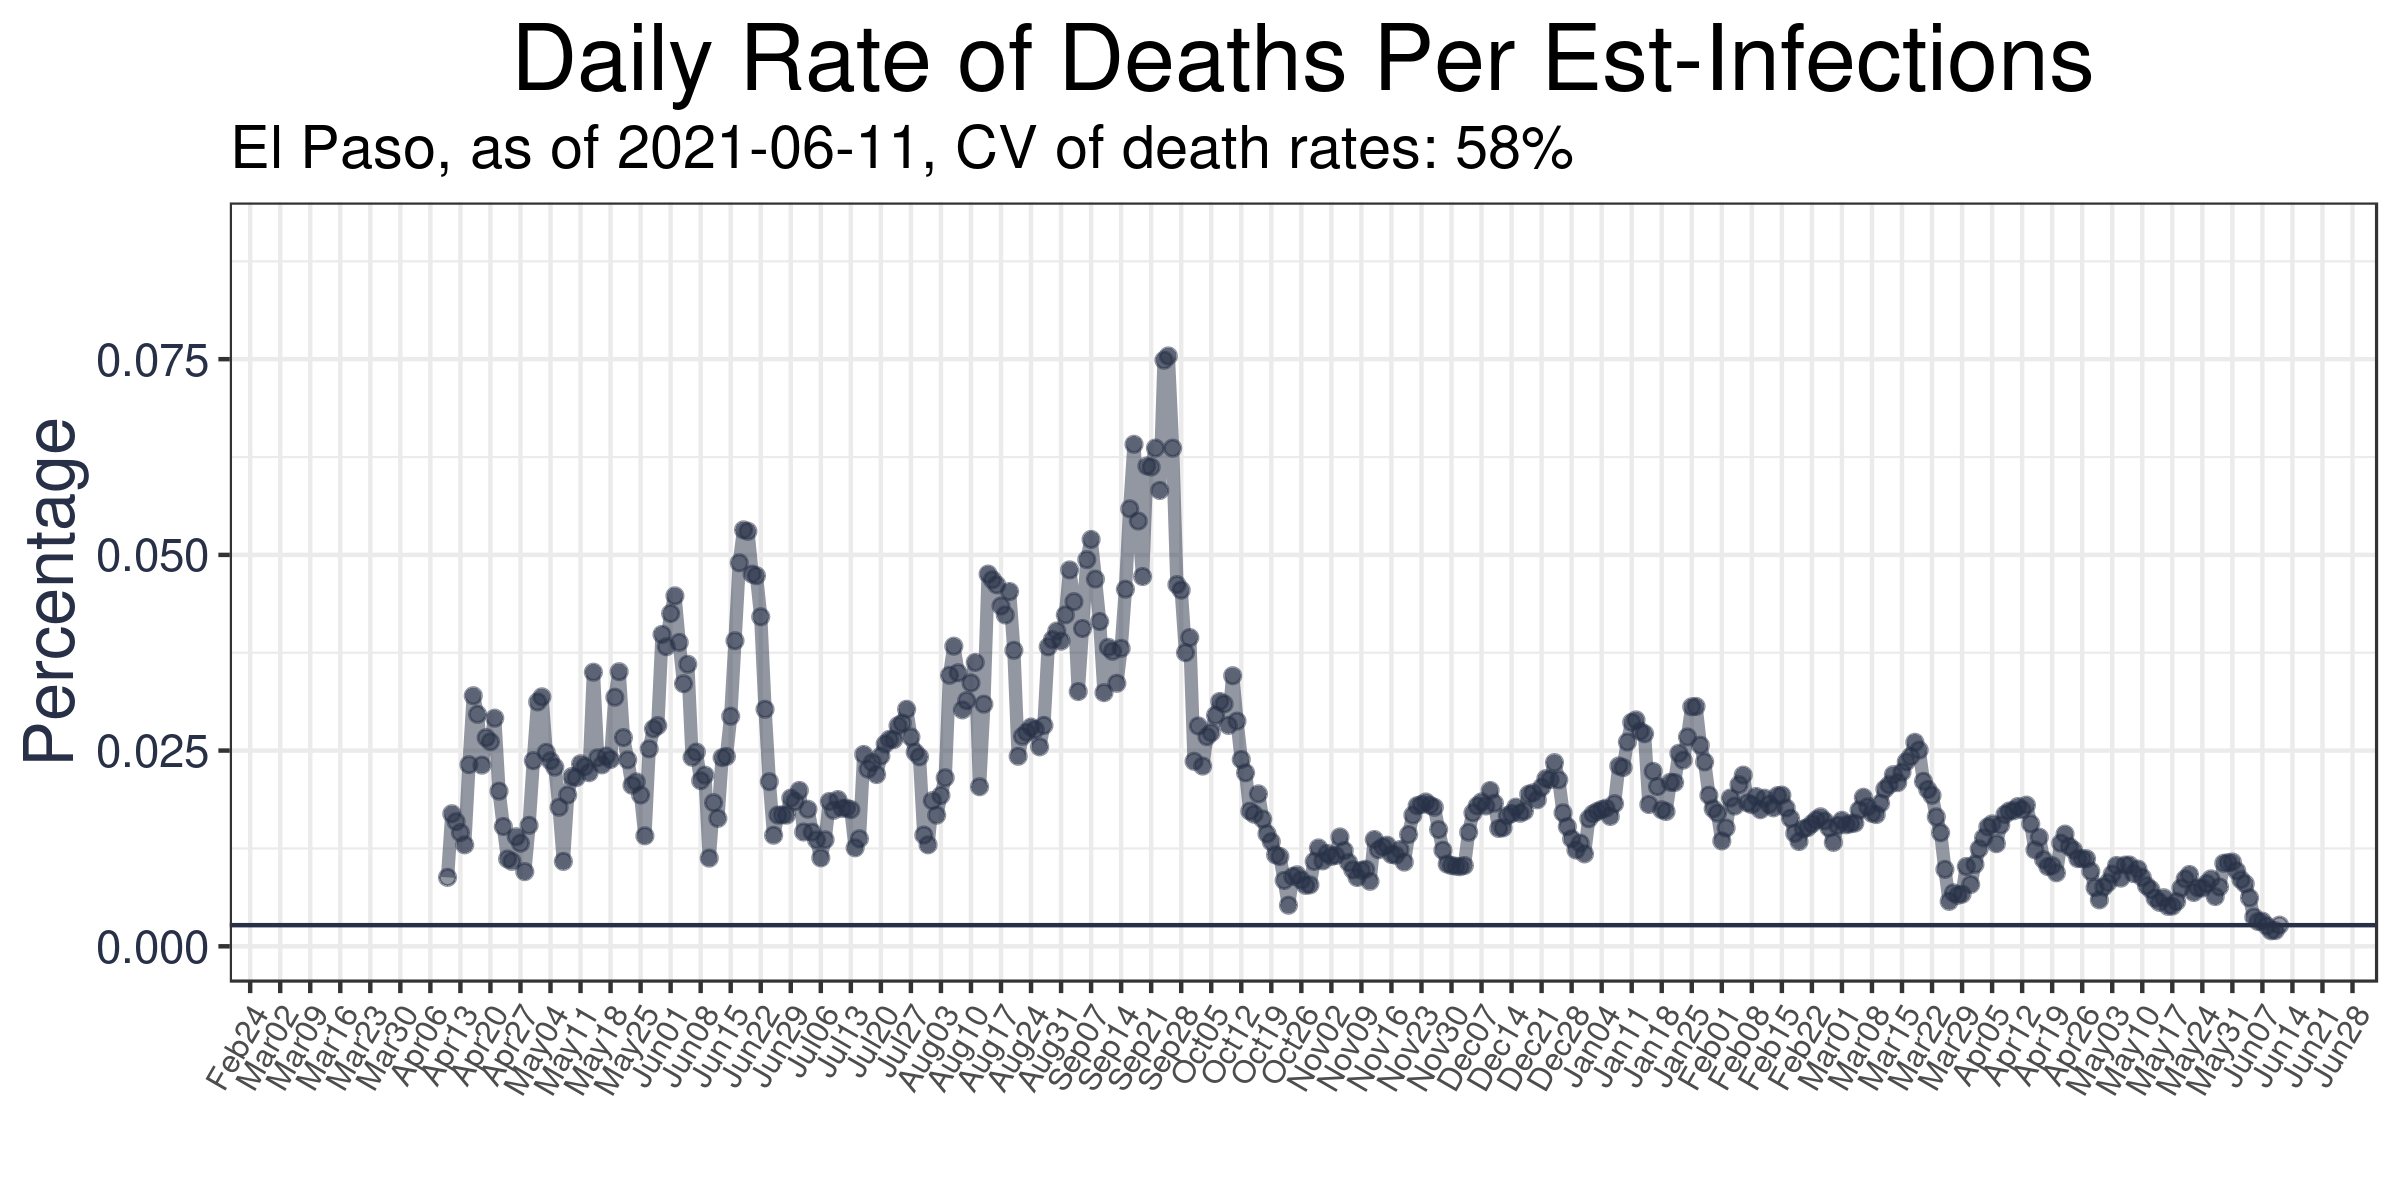 Daily Rate of Deaths Per Est-Infections
El Paso, as of 2021-06-11, CV of death rates: 58%
Percentage
0.075
0.050
0.025
0.000
Feb24
Mar02
Mar09
Mar16
Mar23
Mar30
Apr06
Apr13
Apr20
Apr27
May04
May11
May18
May25
Jun01
Jun08
Jun15
Jun22
Jun29
Jul06
Jul13
Jul20
Jul27
Aug03
Aug10
Aug17
Aug24
Aug31
Sep07
Sep14
Sep21
Sep28
Oct05
Oct12
Oct19
Oct26
Nov02
Nov09
Nov16
Nov23
Nov30
Dec07
Dec14
Dec21
Dec28
Jan04
Jan11
Jan18
Jan25
Feb01
Feb08
Feb15
Feb22
Mar01
Mar08
Mar15
Mar22
Mar29
Apr05
Apr12
Apr19
Apr26
May03
May10
May17
May24
May31
Jun07
Jun14
Jun21
Jun28